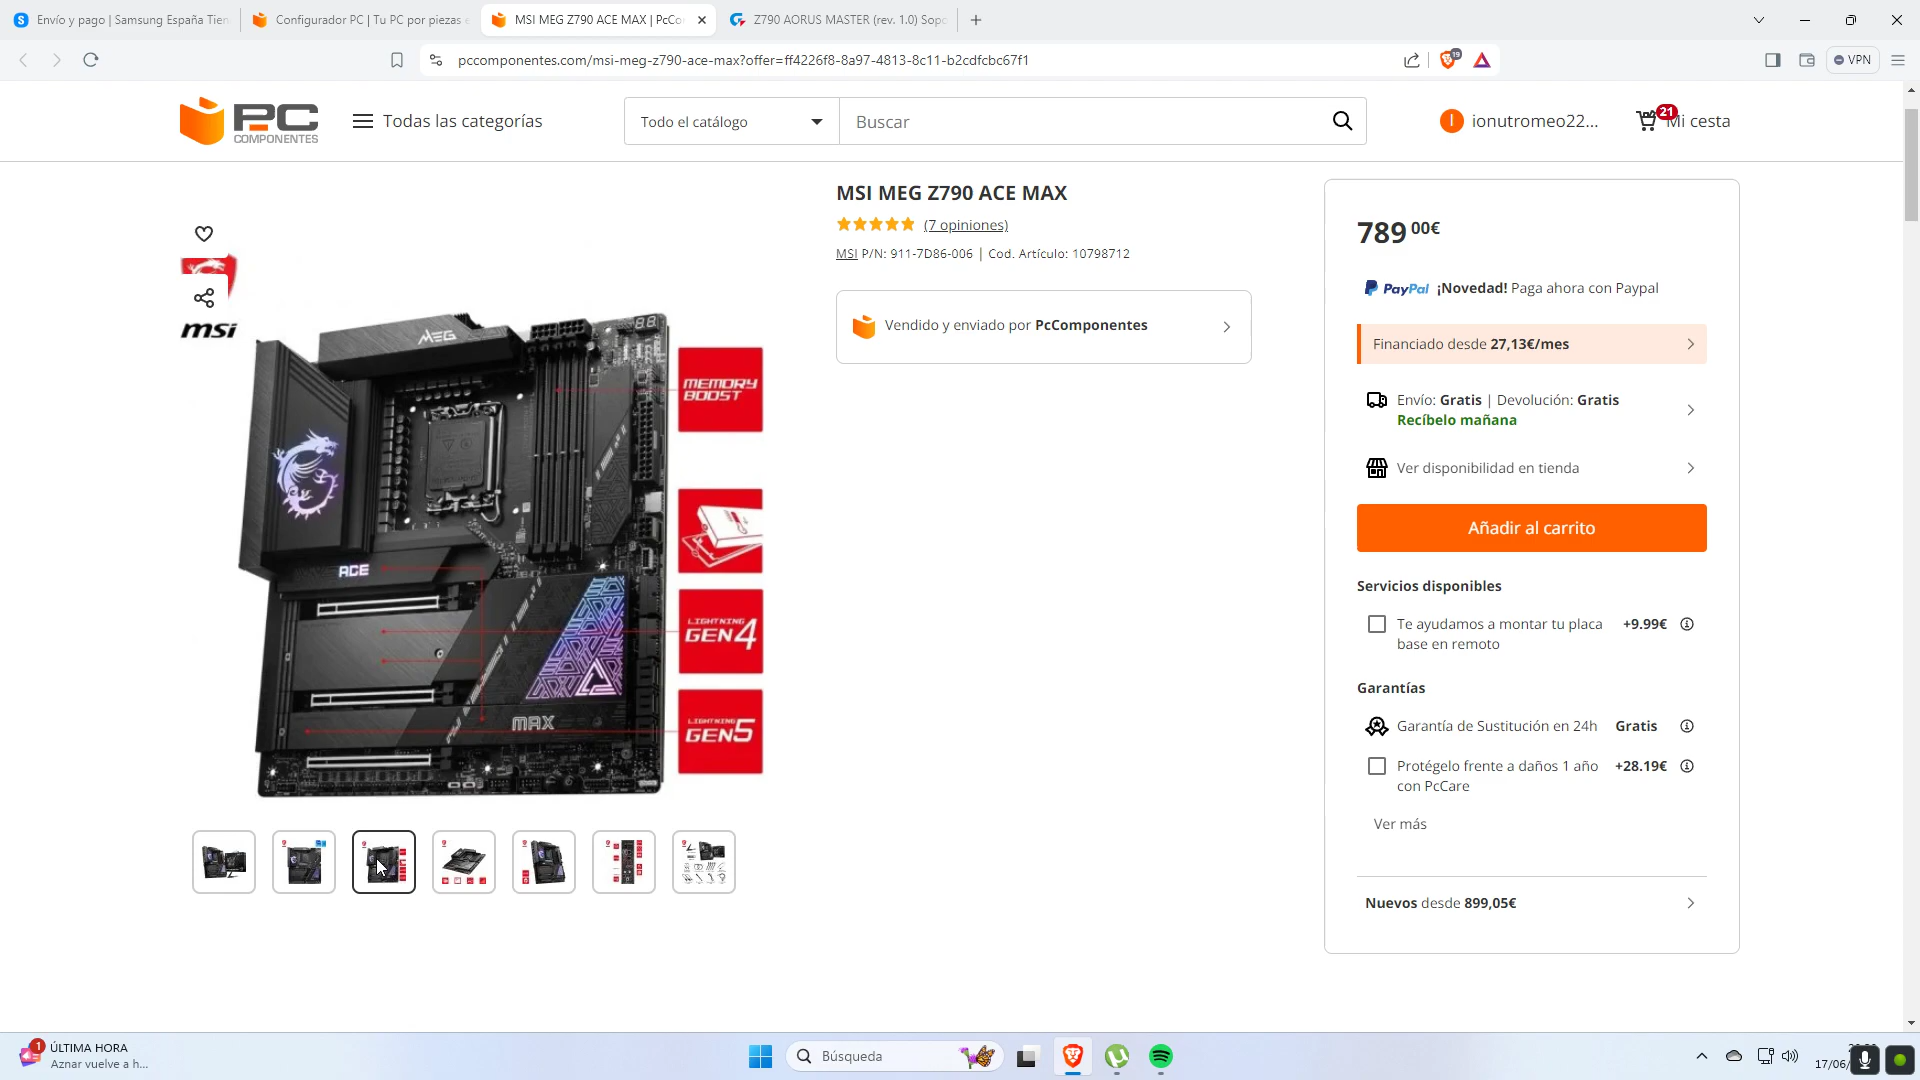 Envío y pago | Samsung España Tien
Configurador PC | Tu PC por piezas e
MSI MEG Z790 ACE MAX | PcCo
Z790 AORUS MASTER (rev. 1.0) Sopo
pccomponentes.com/msi-meg-z790-ace-max?offer=ff4226f8-8a97-4813-8c11-b2cdfcbc67f1
19
VPN
PC
COMPONENTES
Todas las categorías
Todo el catálogo
Buscar
I
ionutromeo22...
21
Mi cesta
msi
MEG
88
ACE
MAX
MEMORY
BOOST
LIGHTNING
GEN4
LIGHTNING
GEN5
MSI MEG Z790 ACE MAX
(7 opiniones)
MSI P/N: 911-7D86-006 | Cod. Artículo: 10798712
Vendido y enviado por PcComponentes
789 00€
PayPal ¡Novedad! Paga ahora con Paypal
Financiado desde 27,13€/mes
Envío: Gratis | Devolución: Gratis
Recíbelo mañana
Ver disponibilidad en tienda
Añadir al carrito
Servicios disponibles
Te ayudamos a montar tu placa +9.99€
base en remoto
Garantías
Garantía de Sustitución en 24h Gratis
Protégelo frente a daños 1 año +28.19€
con PcCare
Ver más
Nuevos desde 899,05€
1
ÚLTIMA HORA
Aznar vuelve a h...
Búsqueda
17/06/